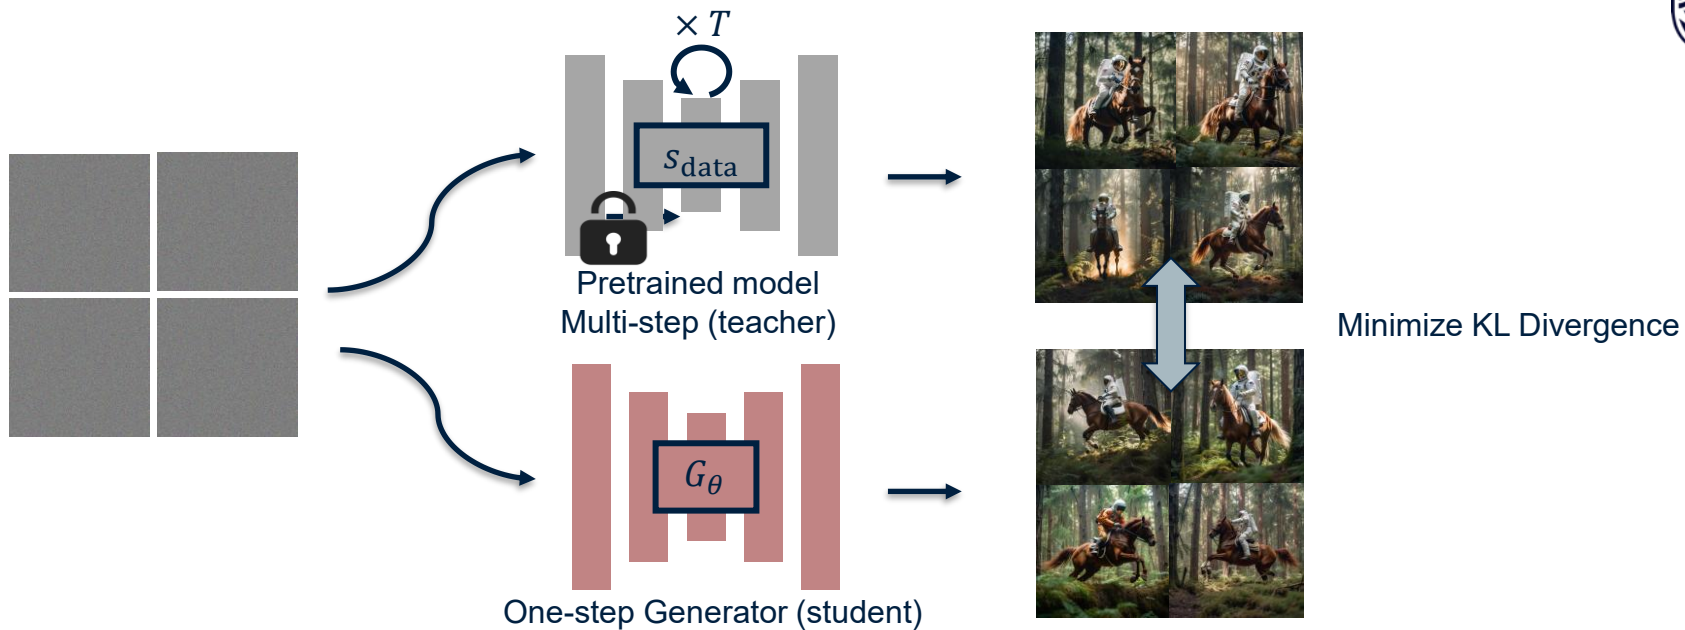 × T
s_data
Pretrained model
Multi-step (teacher)
Minimize KL Divergence
G_θ
One-step Generator (student)